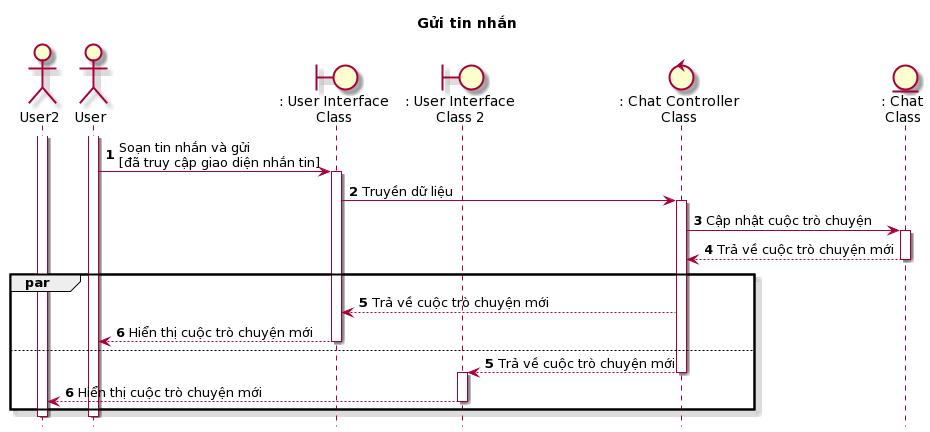 Gửi tin nhắn
User2
User
: User Interface
Class
: User Interface
Class 2
: Chat Controller
Class
: Chat
Class
1 Soạn tin nhắn và gửi
[đã truy cập giao diện nhắn tin]
2 Truyền dữ liệu
3 Cập nhật cuộc trò chuyện
4 Trả về cuộc trò chuyện mới
par
5 Trả về cuộc trò chuyện mới
6 Hiển thị cuộc trò chuyện mới
5 Trả về cuộc trò chuyện mới
6 Hiển thị cuộc trò chuyện mới